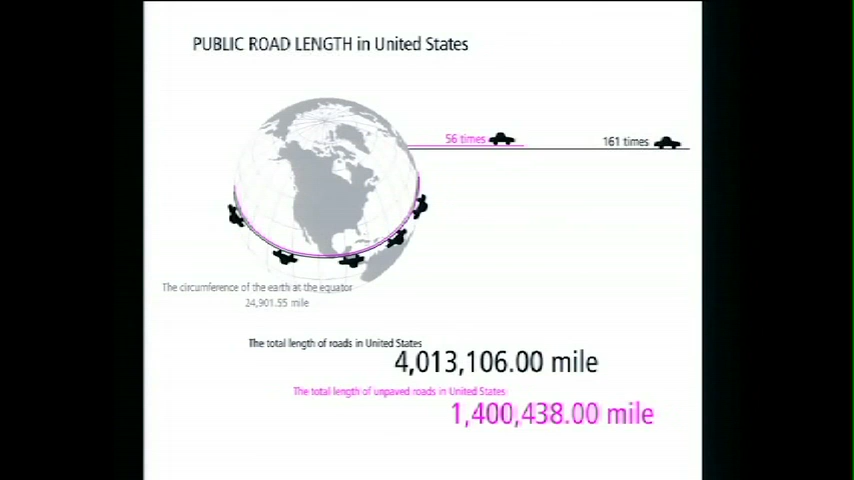 PUBLIC ROAD LENGTH in United States
56 times
161 times
The circumference of the earth at the equator
24,901.55 mile
The total length of roads in United States
4,013,106.00 mile
The total length of unpaved roads in United States
1,400,438.00 mile